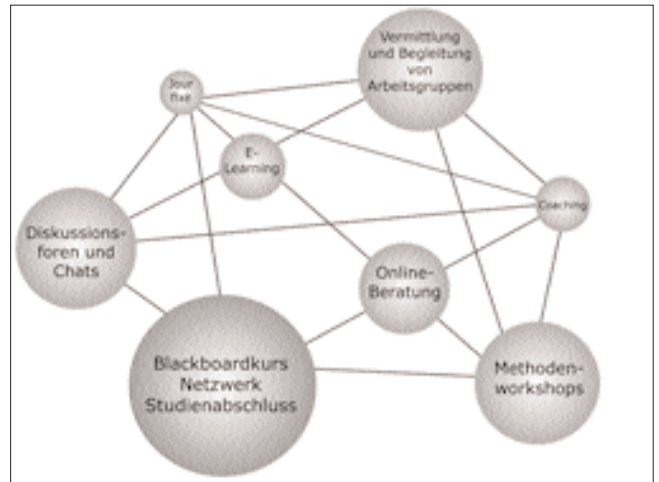 Vermittlung
und Begleitung
von
Arbeitsgruppen
Jour
fixe
E-
Learning
Coaching
Diskussions-
foren und
Chats
Online-
Beratung
Blackboardkurs
Netzwerk
Studienabschluss
Methoden-
workshops